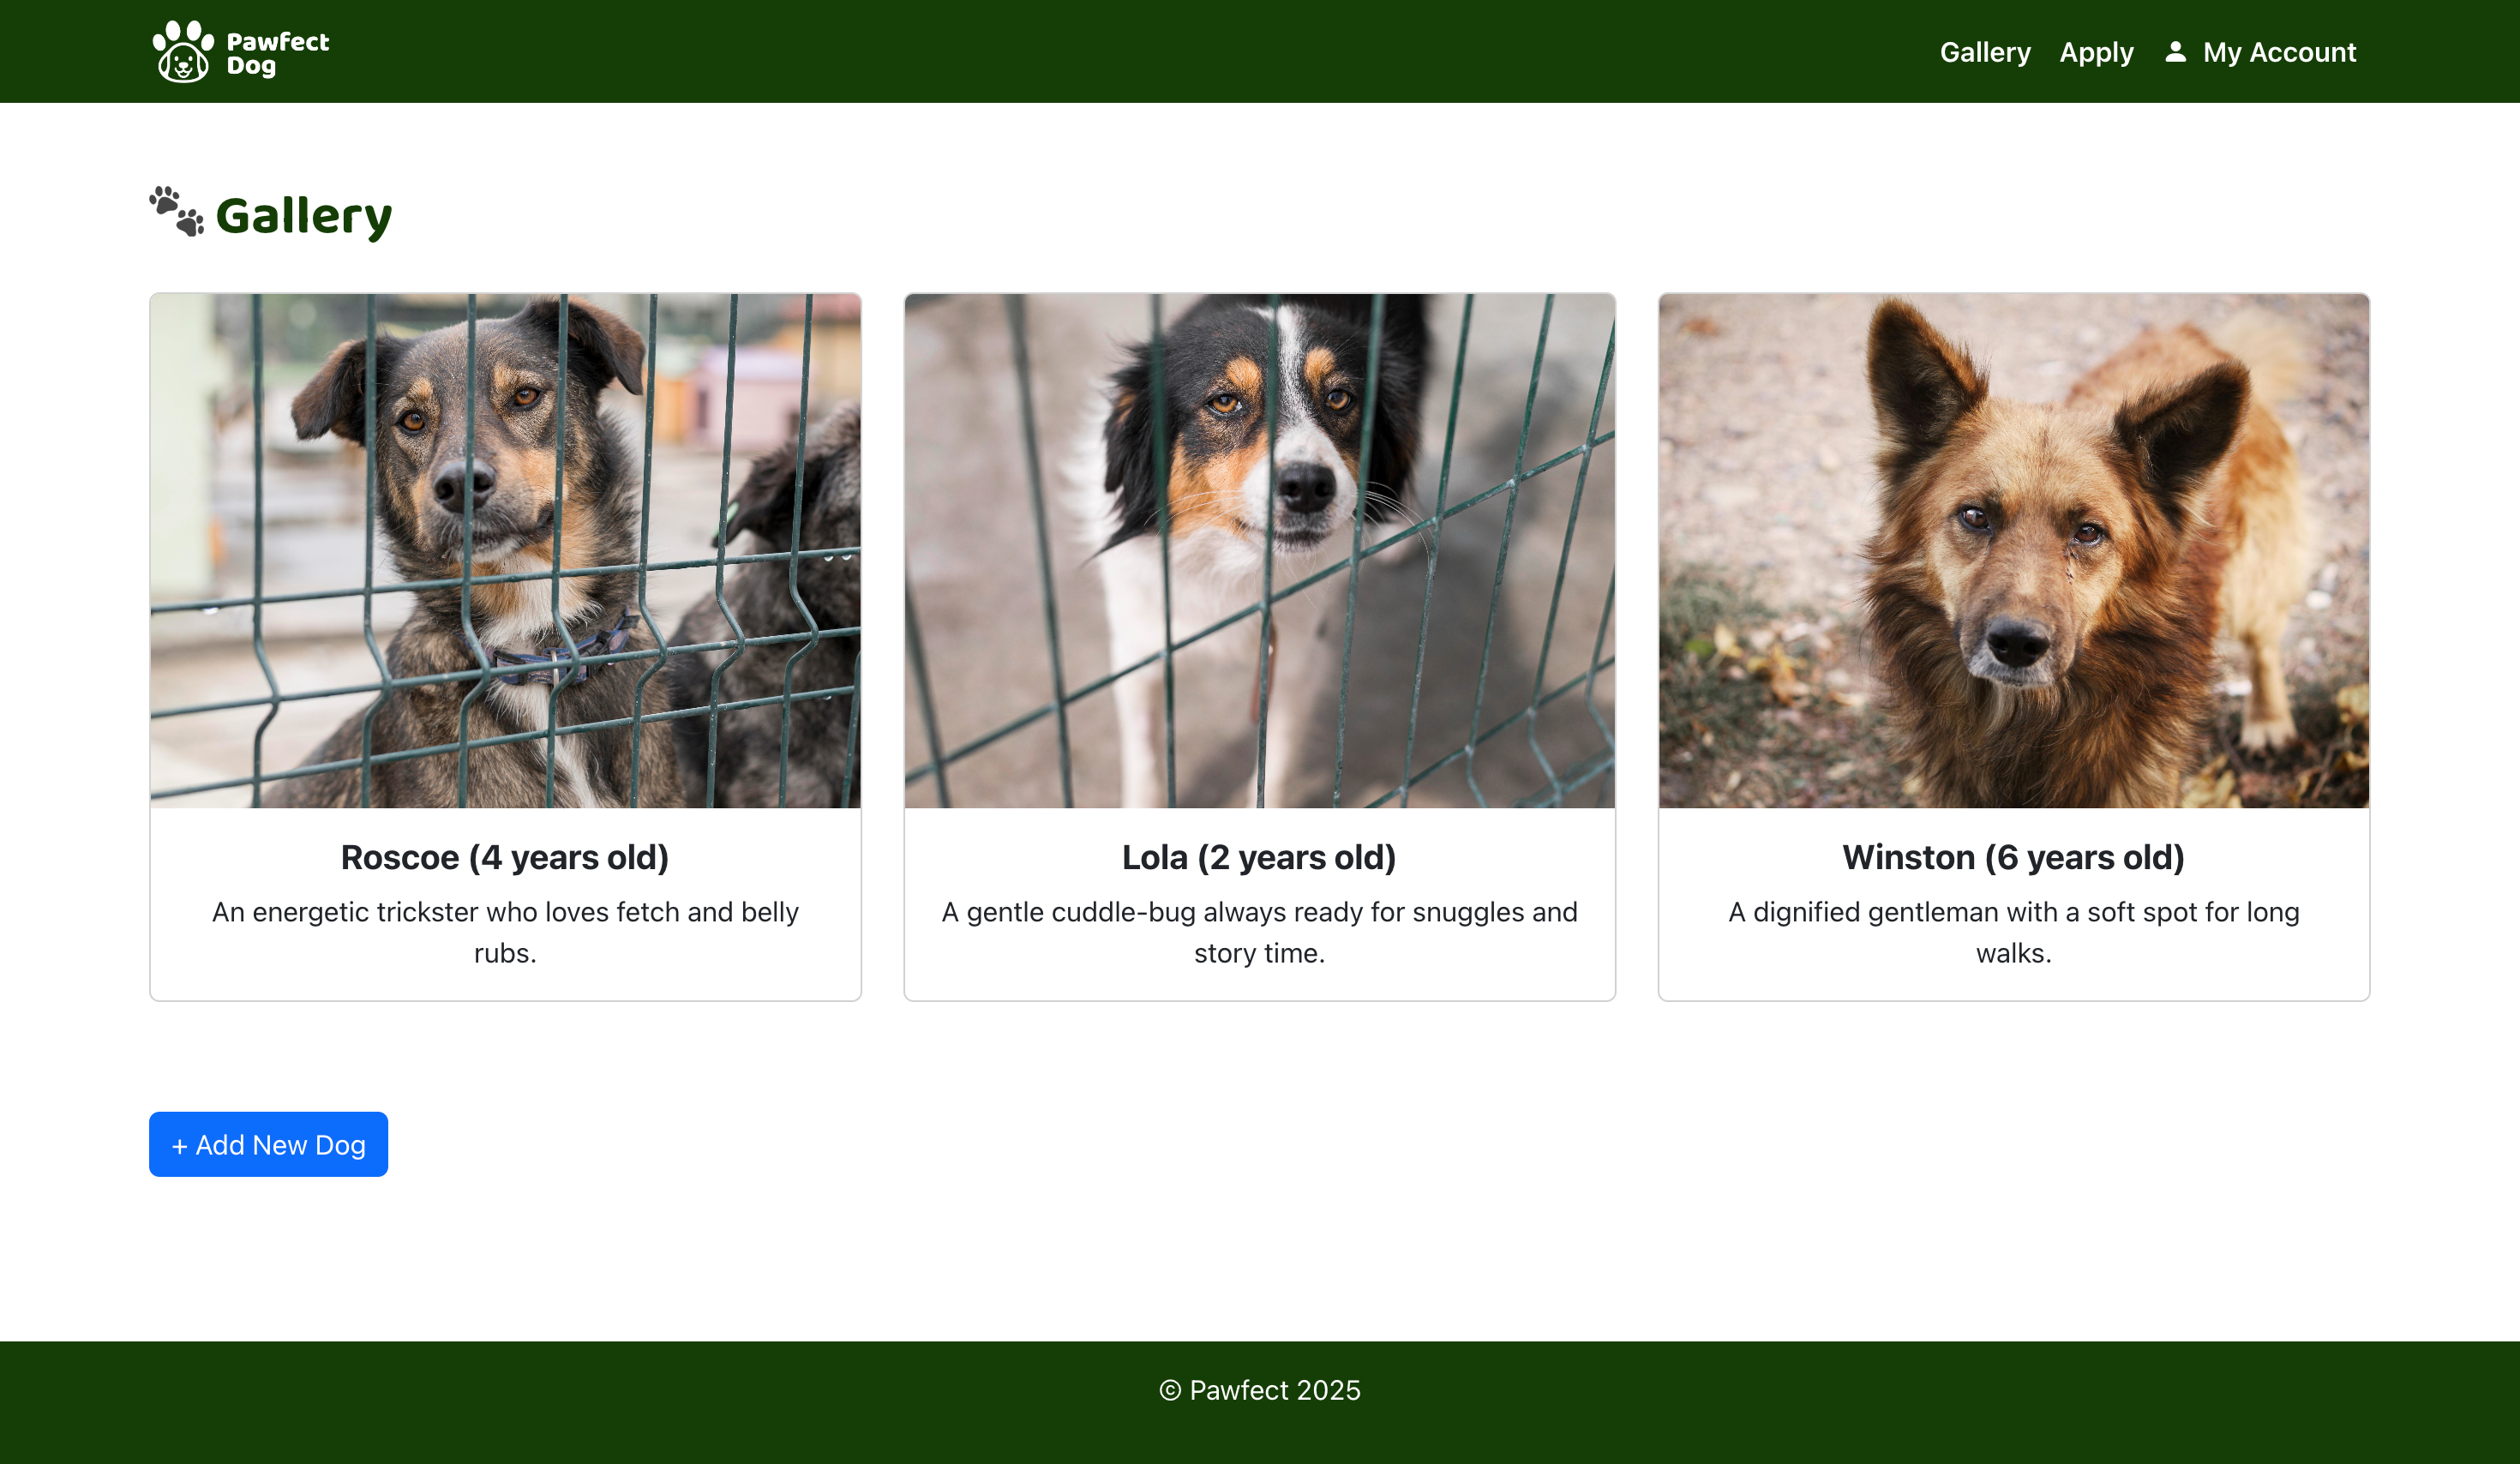 Pawfect
Dog
Gallery
Apply
My Account
Gallery
Roscoe (4 years old)
An energetic trickster who loves fetch and belly
rubs.
Lola (2 years old)
A gentle cuddle-bug always ready for snuggles and
story time.
Winston (6 years old)
A dignified gentleman with a soft spot for long
walks.
+ Add New Dog
© Pawfect 2025